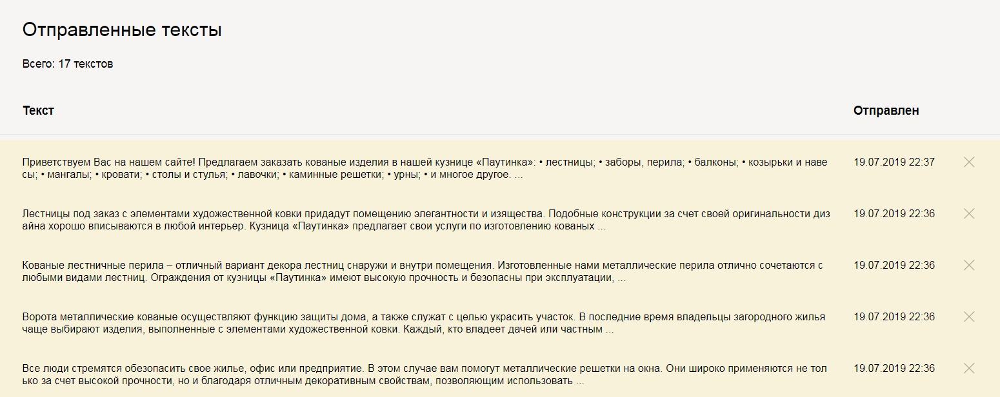 Отправленные тексты
Всего: 17 текстов
Текст Отправлен
Приветствуем Вас на нашем сайте! Предлагаем заказать кованые изделия в нашей кузнице «Паутинка»: • лестницы; • заборы, перила; • балконы; • козырьки и наве 19.07.2019 22:37
сы; • мангалы; • кровати; • столы и стулья; • лавочки; • каминные решетки; • урны; • и многое другое. ...
Лестницы под заказ с элементами художественной ковки придадут помещению элегантности и изящества. Подобные конструкции за счет своей оригинальности диз 19.07.2019 22:36
айна хорошо вписываются в любой интерьер. Кузница «Паутинка» предлагает свои услуги по изготовлению кованых ...
Кованые лестничные перила – отличный вариант декора лестниц снаружи и внутри помещения. Изготовленные нами металлические перила отлично сочетаются с 19.07.2019 22:36
любыми видами лестниц. Ограждения от кузницы «Паутинка» имеют высокую прочность и безопасны при эксплуатации, ...
Ворота металлические кованые осуществляют функцию защиты дома, а также служат с целью украсить участок. В последние время владельцы загородного жилья 19.07.2019 22:36
чаще выбирают изделия, выполненные с элементами художественной ковки. Каждый, кто владеет дачей или частным ...
Все люди стремятся обезопасить свое жилье, офис или предприятие. В этом случае вам помогут металлические решетки на окна. Они широко применяются не тол 19.07.2019 22:36
ько за счет высокой прочности, но и благодаря отличным декоративным свойствам, позволяющим использовать ...